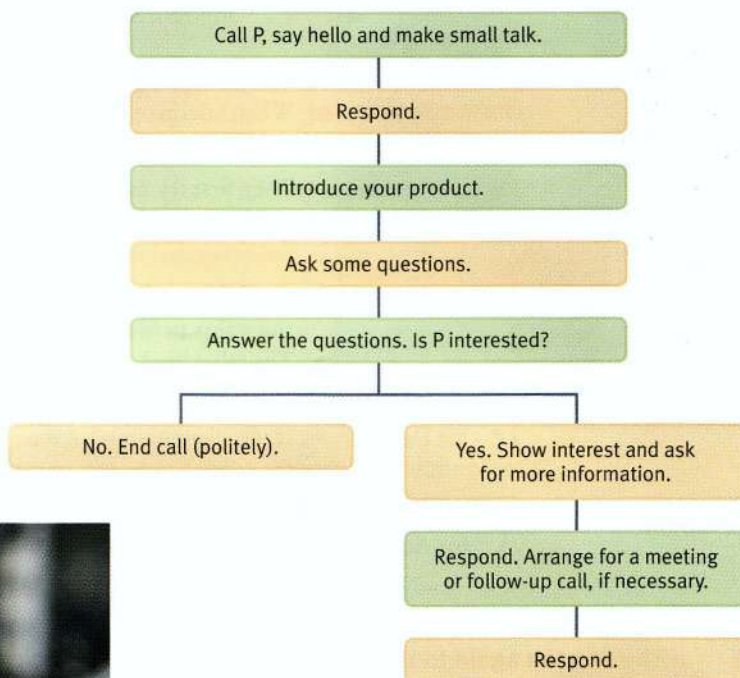 Call P, say hello and make small talk.
Respond.
Introduce your product.
Ask some questions.
Answer the questions. Is P interested?
No. End call (politely).
Yes. Show interest and ask
for more information.
Respond. Arrange for a meeting
or follow-up call, if necessary.
Respond.